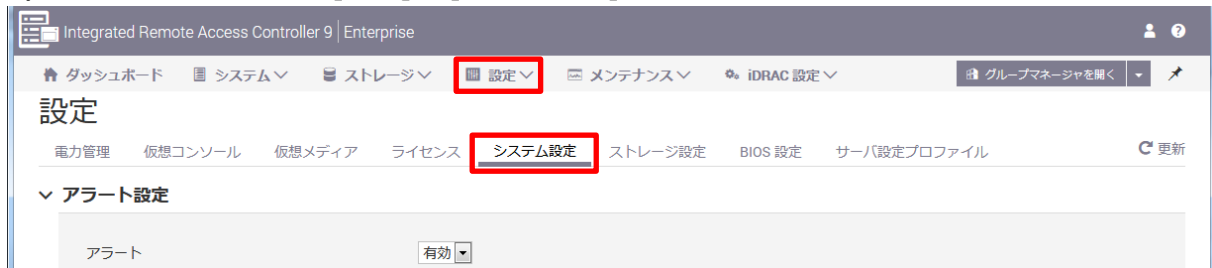 Integrated Remote Access Controller 9 | Enterprise
ダッシュボード システム ストレージ 設定 メンテナンス iDRAC 設定 グループマネージャを開く
設定
電力管理 仮想コンソール 仮想メディア ライセンス システム設定 ストレージ設定 BIOS 設定 サーバ設定プロファイル 更新
アラート設定
アラート 有効